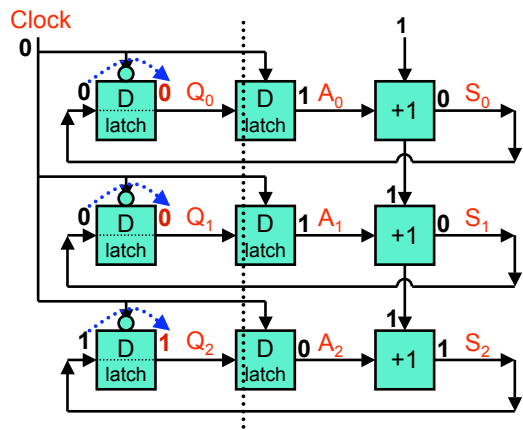 Clock
0
1
0 D 0 Q0 D 1 A0 +1 0 S0
latch latch
1
0 D 0 Q1 D 1 A1 +1 0 S1
latch latch
1
1 D 1 Q2 D 0 A2 +1 1 S2
latch latch